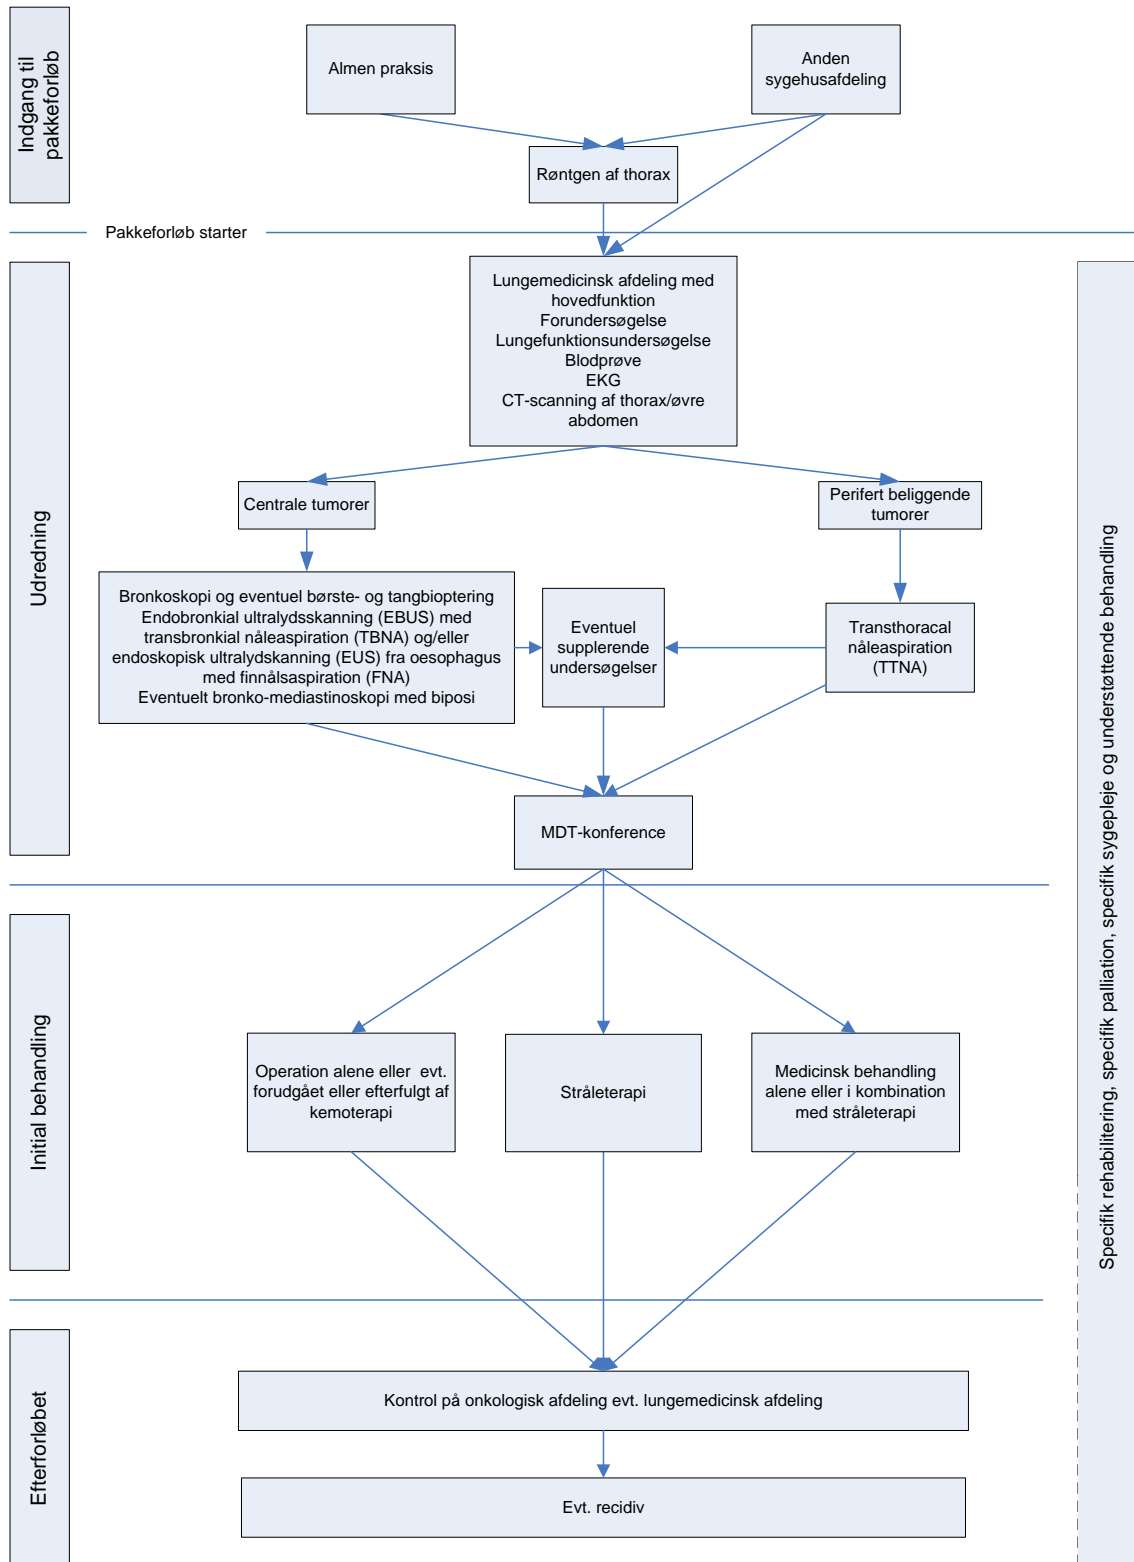 Indgang til
pakkeforløb
Almen praksis
Anden
sygehusafdeling
Røntgen af thorax
Pakkeforløb starter
Udredning
Lungemedicinsk afdeling med
hovedfunktion
Forundersøgelse
Lungefunktionsundersøgelse
Blodprøve
EKG
CT-scanning af thorax/øvre
abdomen
Centrale tumorer
Perifert beliggende
tumorer
Bronkoskopi og eventuel børste- og tangbioptering
Endobronkial ultralydsskanning (EBUS) med
transbronkial nåleaspiration (TBNA) og/eller
endoskopisk ultralydskanning (EUS) fra oesophagus
med finnålsaspiration (FNA)
Eventuelt bronko-mediastinoskopi med biposi
Eventuel
supplerende
undersøgelser
Transthoracal
nåleaspiration
(TTNA)
MDT-konference
Specifik rehabilitering, specifik palliation, specifik sygepleje og understøttende behandling
Initial behandling
Operation alene eller evt.
forudgået eller efterfulgt af
kemoterapi
Stråleterapi
Medicinsk behandling
alene eller i kombination
med stråleterapi
Efterforløbet
Kontrol på onkologisk afdeling evt. lungemedicinsk afdeling
Evt. recidiv